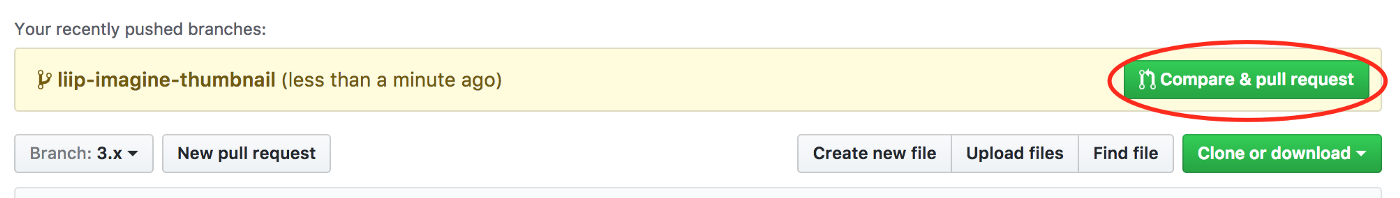 Your recently pushed branches:
liip-imagine-thumbnail (less than a minute ago) Compare & pull request
Branch: 3.x New pull request Create new file Upload files Find file Clone or download